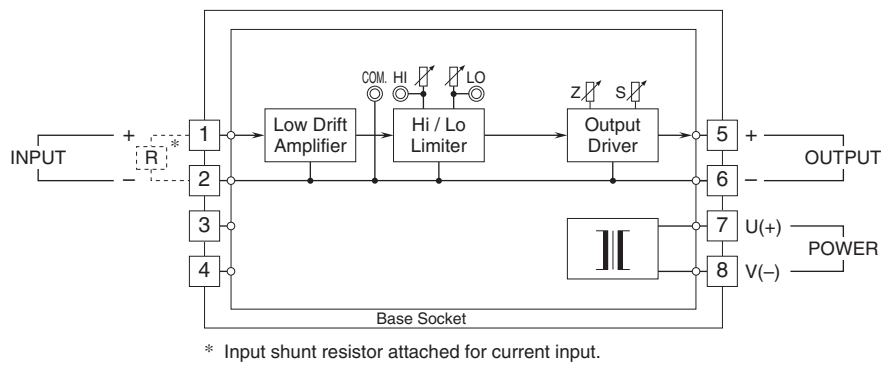 COM. HI LO
Z S
INPUT
+
R
*
–
1
2
3
4
Low Drift
Amplifier
Hi / Lo
Limiter
Output
Driver
5
6
7
8
+
–
OUTPUT
U(+)
V(–)
POWER
Base Socket
* Input shunt resistor attached for current input.